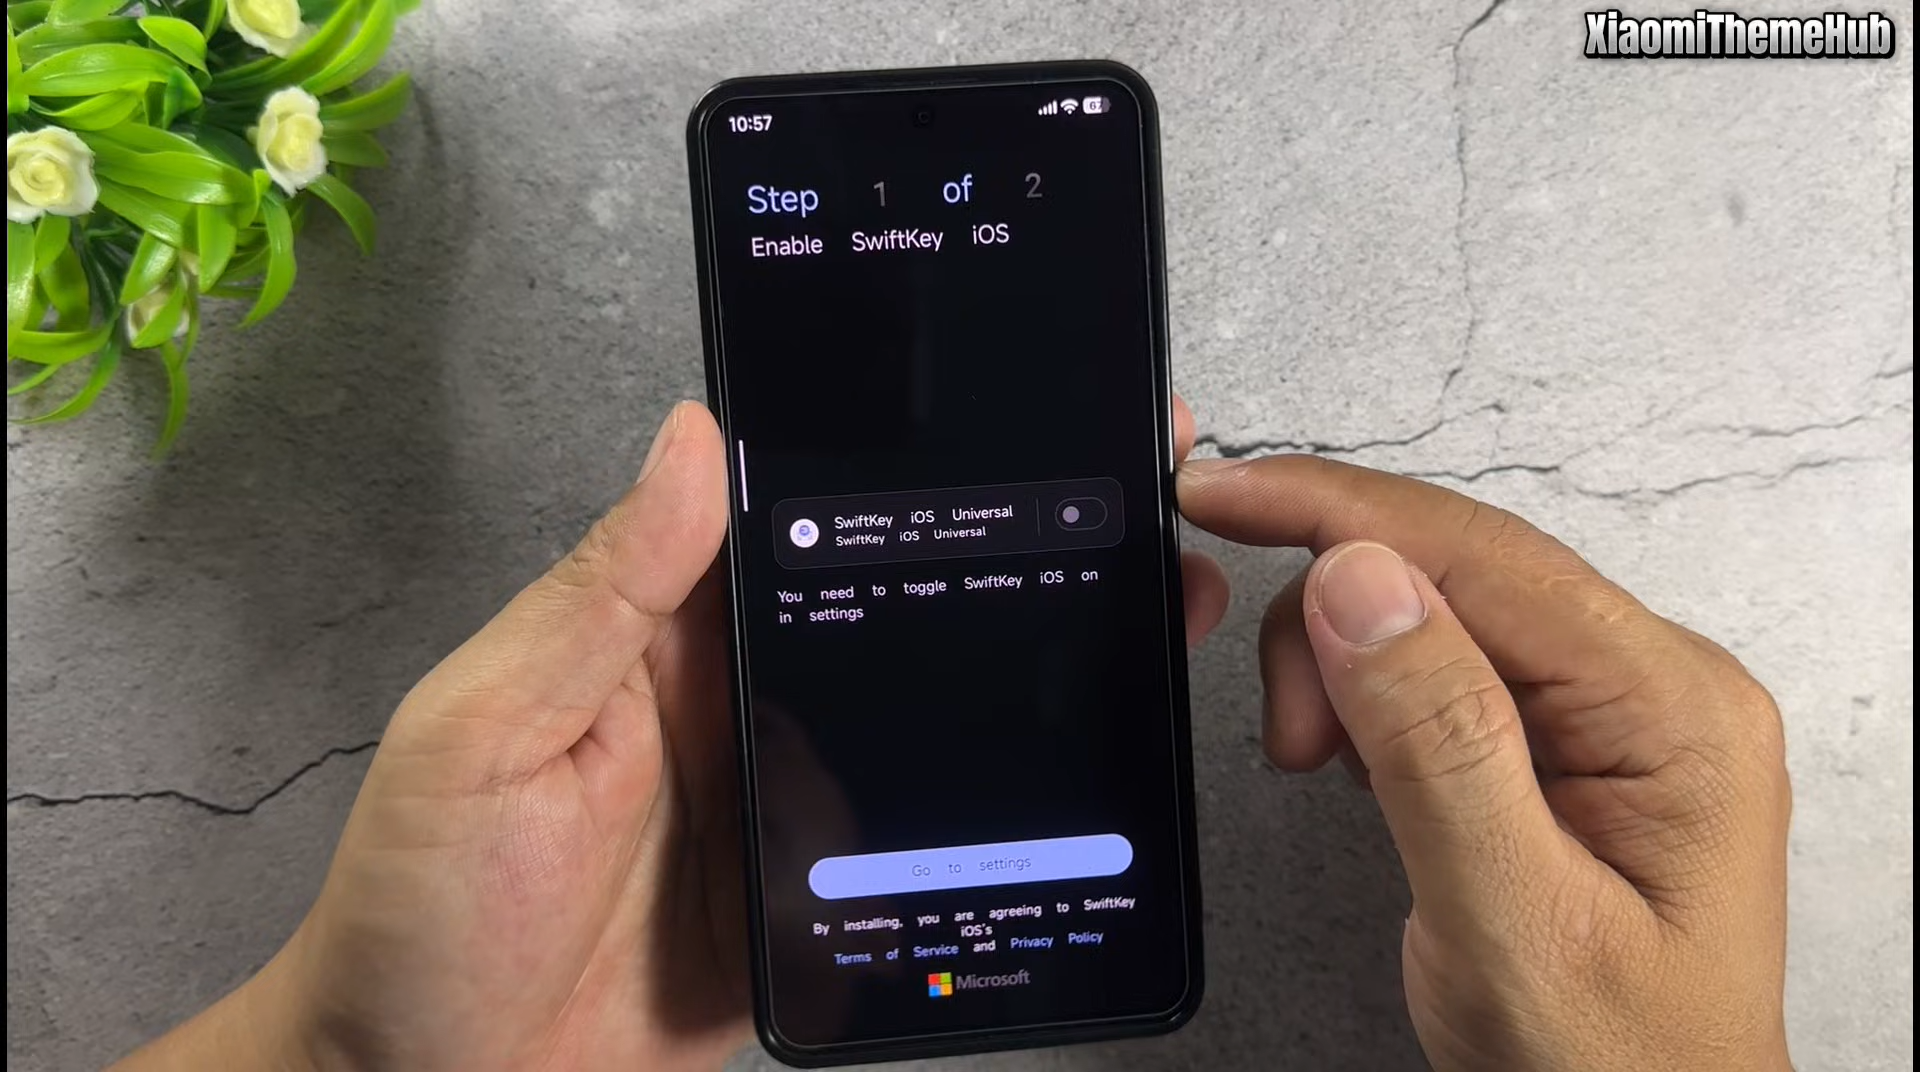 XiaomiThemeHub
10:57
67
Step 1 of 2
Enable SwiftKey iOS
SwiftKey iOS Universal
SwiftKey iOS Universal
You need to toggle SwiftKey iOS on
in settings
Go to settings
By installing, you are agreeing to SwiftKey
iOS's
Terms of Service and Privacy Policy
Microsoft